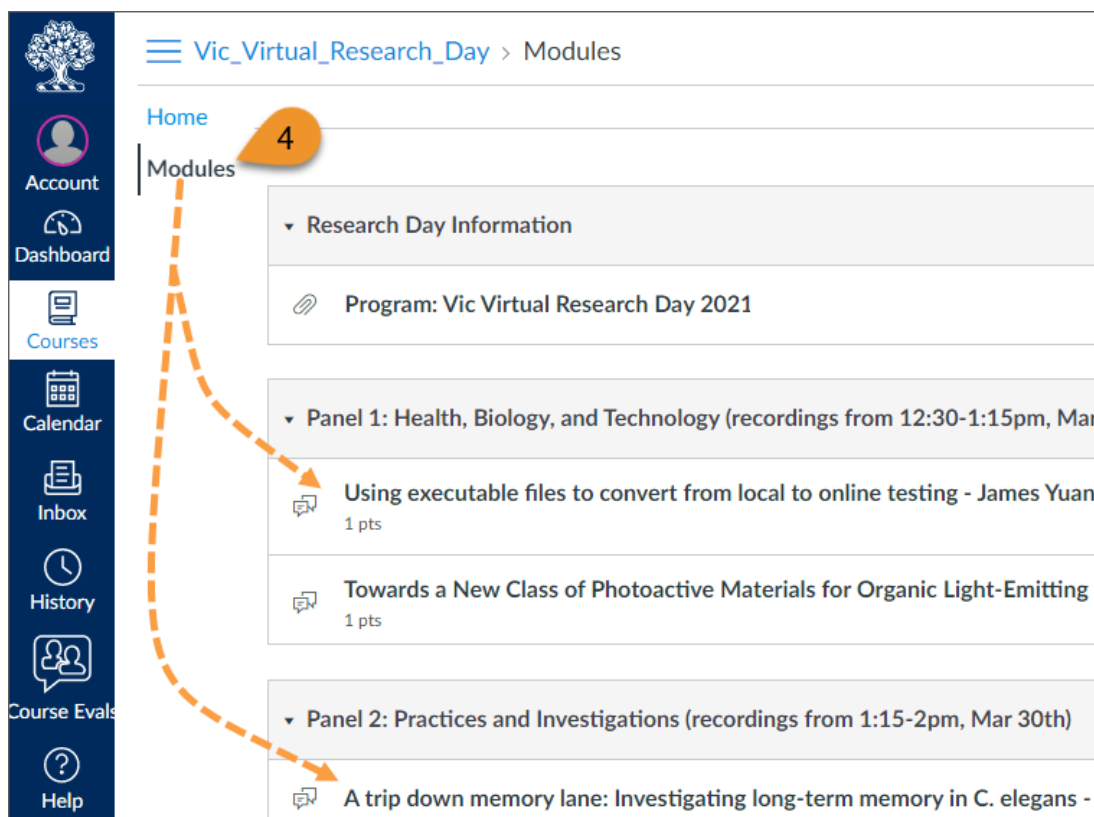 Vic_Virtual_Research_Day > Modules
Home
4
Modules
Account
Dashboard
Courses
Calendar
Inbox
History
Course Evals
Help
Research Day Information
Program: Vic Virtual Research Day 2021
Panel 1: Health, Biology, and Technology (recordings from 12:30-1:15pm, Mar
Using executable files to convert from local to online testing - James Yuan
1 pts
Towards a New Class of Photoactive Materials for Organic Light-Emitting
1 pts
Panel 2: Practices and Investigations (recordings from 1:15-2pm, Mar 30th)
A trip down memory lane: Investigating long-term memory in C. elegans -